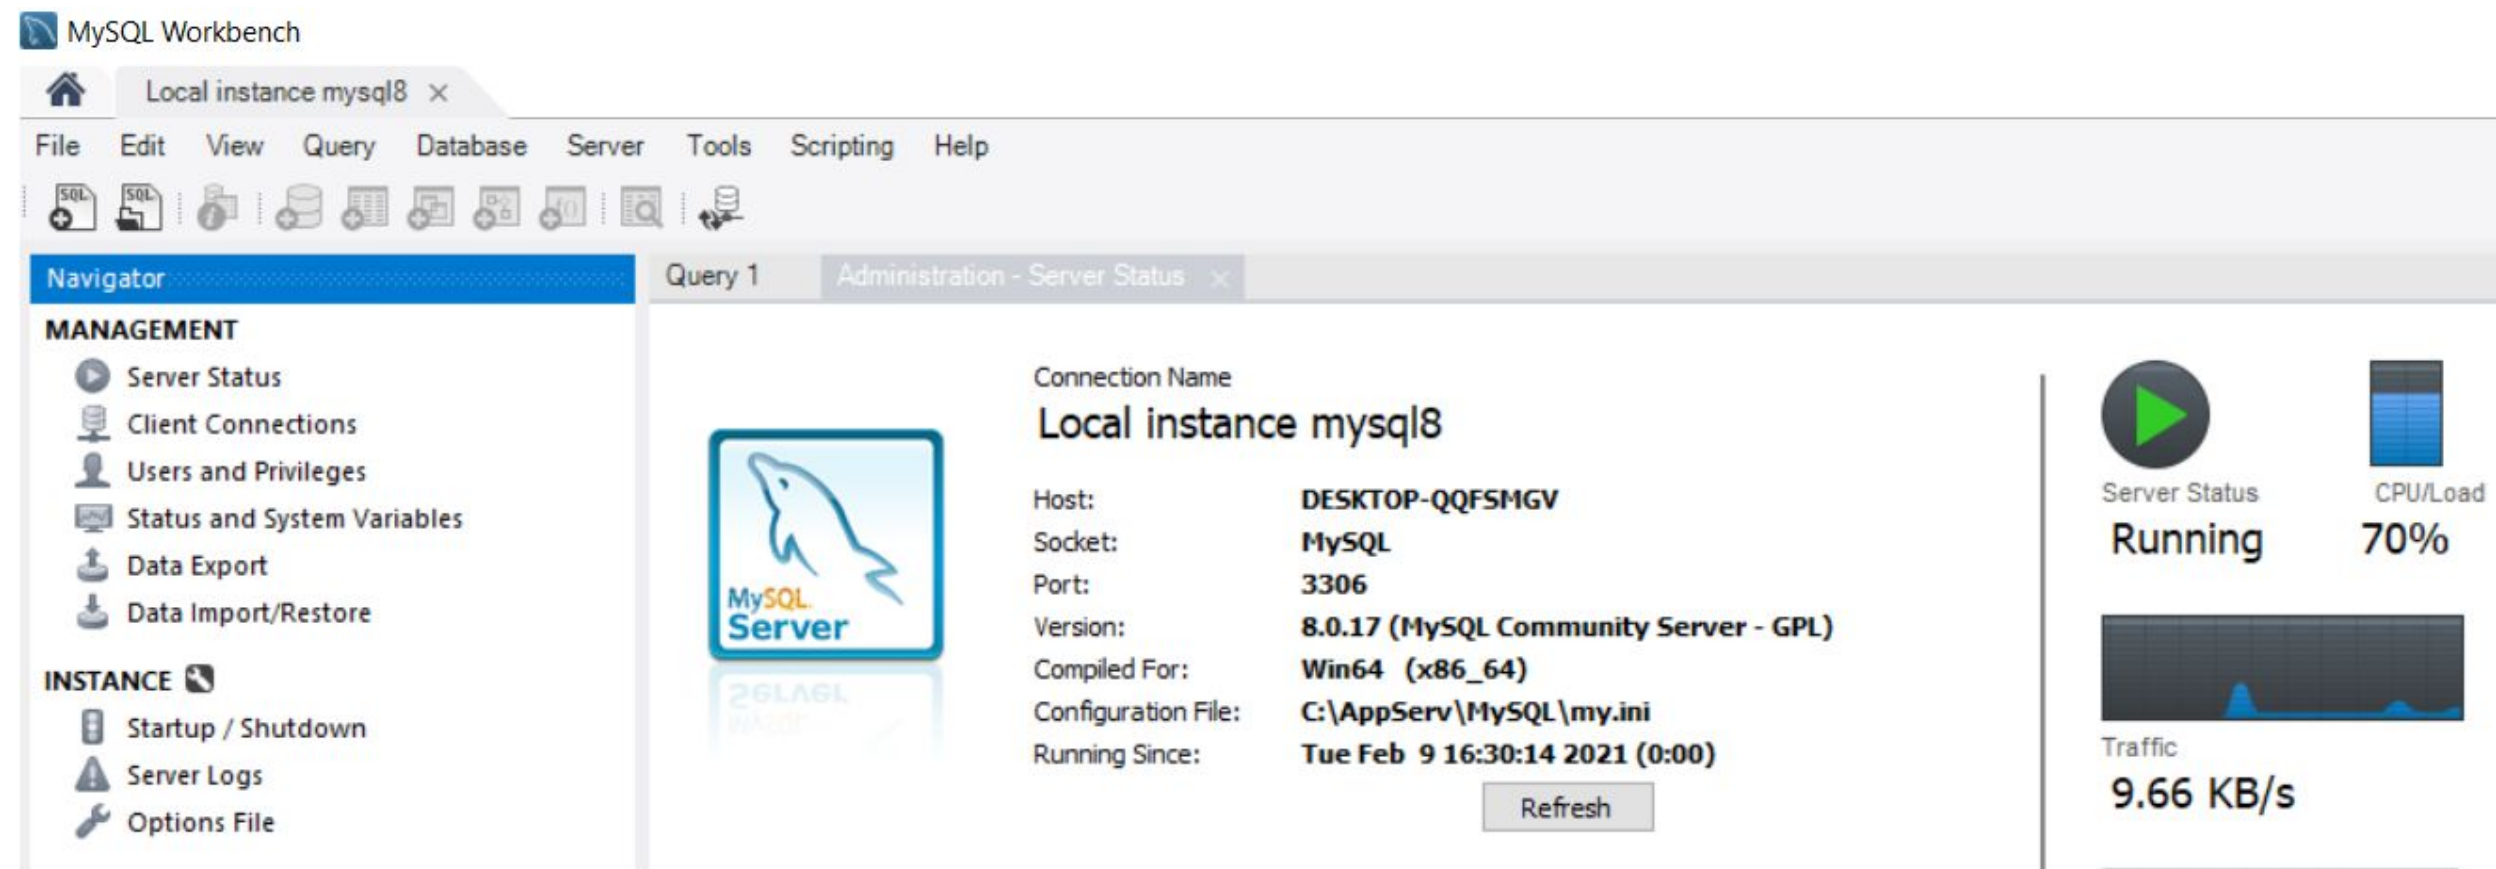 MySQL Workbench
Local instance mysql8 ×
File Edit View Query Database Server Tools Scripting Help
SQL SQL
Navigator
Query 1 Administration - Server Status ×
MANAGEMENT
Server Status
Client Connections
Users and Privileges
Status and System Variables
Data Export
Data Import/Restore
INSTANCE
Startup / Shutdown
Server Logs
Options File
MySQL
Server
Connection Name
Local instance mysql8
Host: DESKTOP-QQFSMGV
Socket: MySQL
Port: 3306
Version: 8.0.17 (MySQL Community Server - GPL)
Compiled For: Win64 (x86_64)
Configuration File: C:\AppServ\MySQL\my.ini
Running Since: Tue Feb 9 16:30:14 2021 (0:00)
Refresh
Server Status
Running
CPU/Load
70%
Traffic
9.66 KB/s